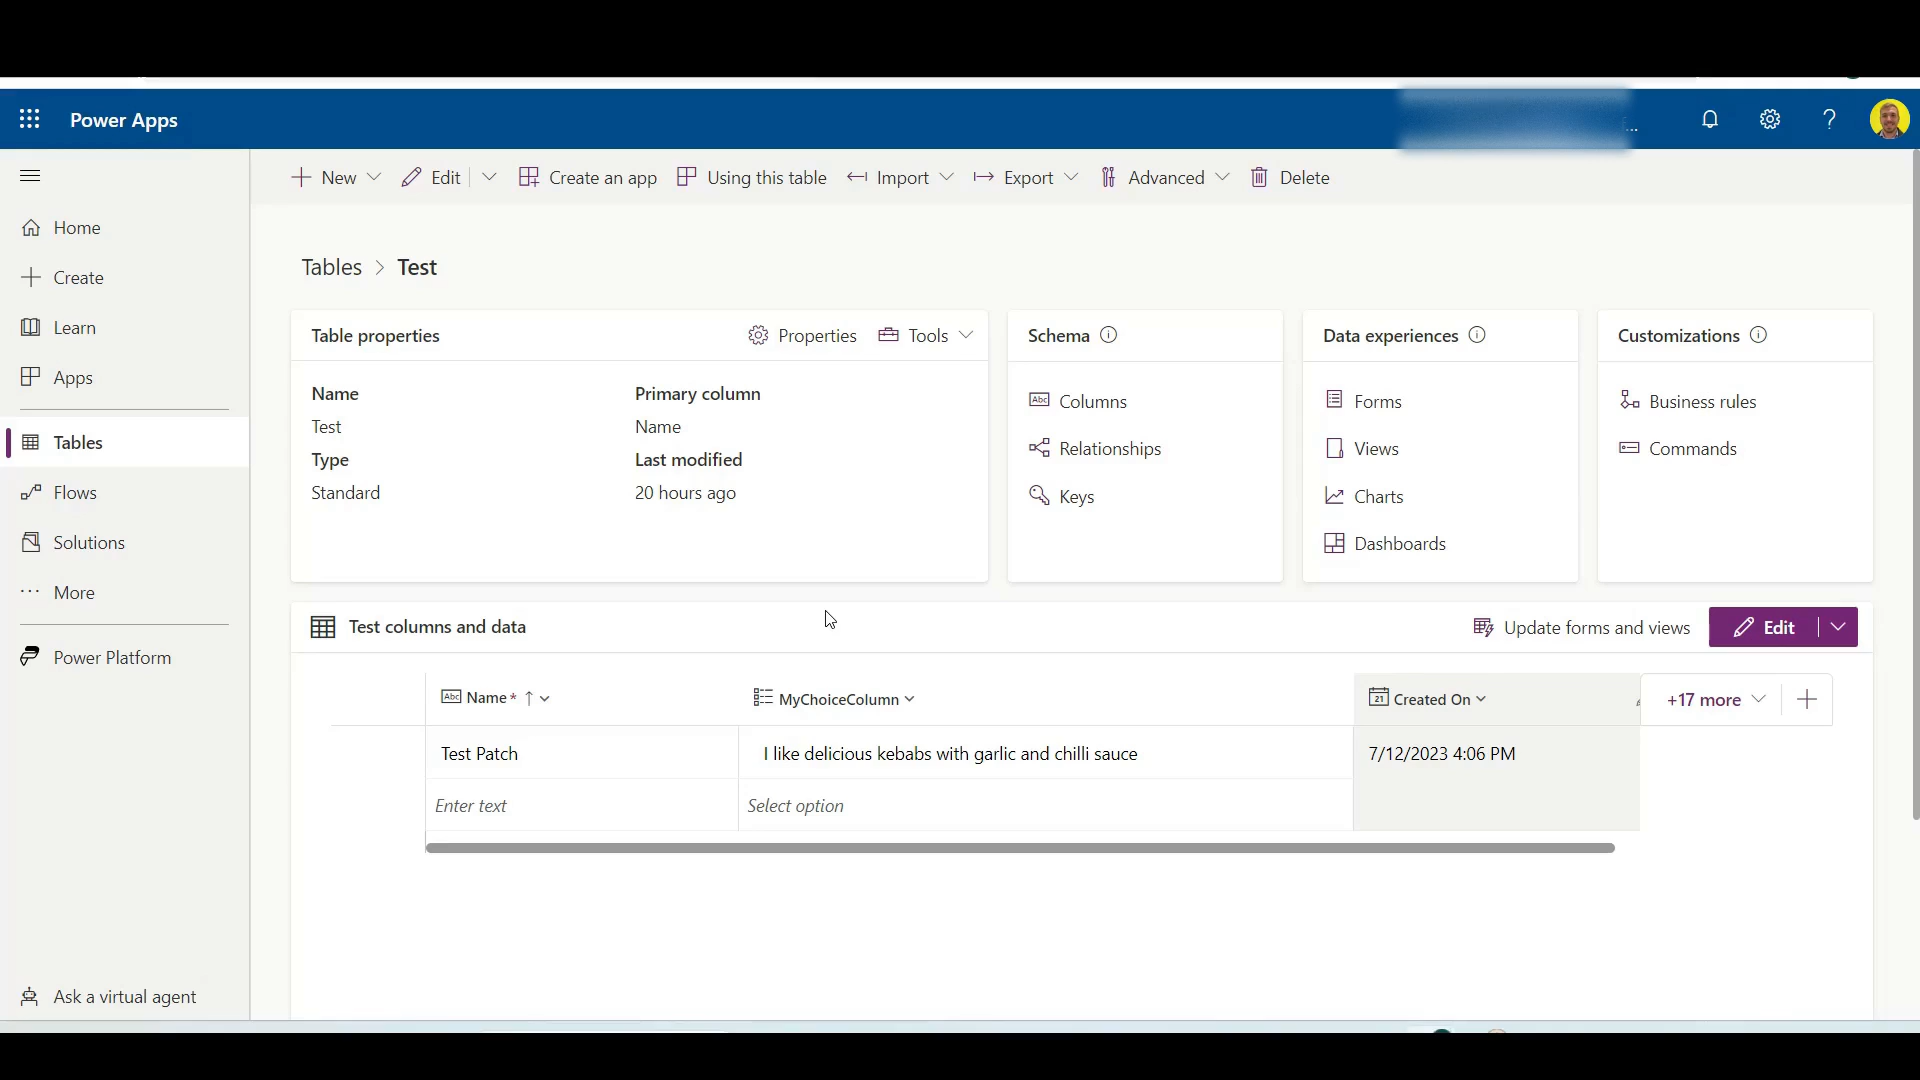 Power Apps
...
New
Edit
Create an app
Using this table
Import
Export
Advanced
Delete
Home
Create
Learn
Apps
Tables
Flows
Solutions
More
Power Platform
Ask a virtual agent
Tables > Test
Table properties
Properties
Tools
Name
Primary column
Test
Name
Type
Last modified
Standard
20 hours ago
Schema
Columns
Relationships
Keys
Data experiences
Forms
Views
Charts
Dashboards
Customizations
Business rules
Commands
Test columns and data
Update forms and views
Edit
Abc Name* ↑
MyChoiceColumn
21 Created On
+17 more
Test Patch
I like delicious kebabs with garlic and chilli sauce
7/12/2023 4:06 PM
Enter text
Select option